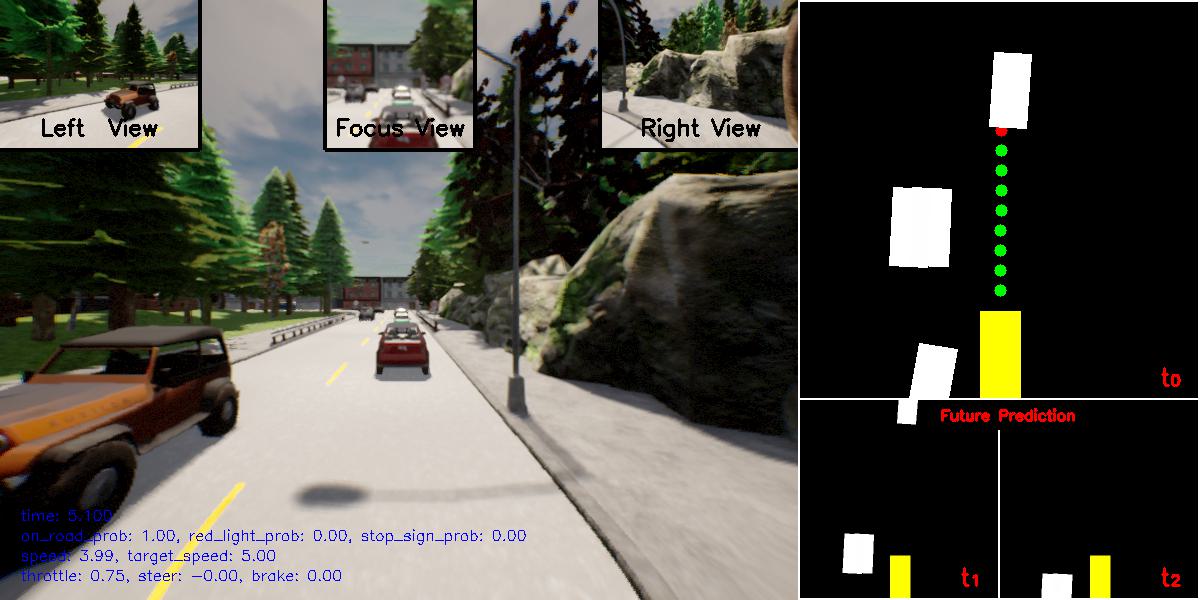 Left View
Focus View
Right View
t0
Future Prediction
time: 5.100
on_road_prob: 1.00, red_light_prob: 0.00, stop_sign_prob: 0.00
speed: 3.99, target_speed: 5.00
throttle: 0.75, steer: −0.00, brake: 0.00
t1
t2